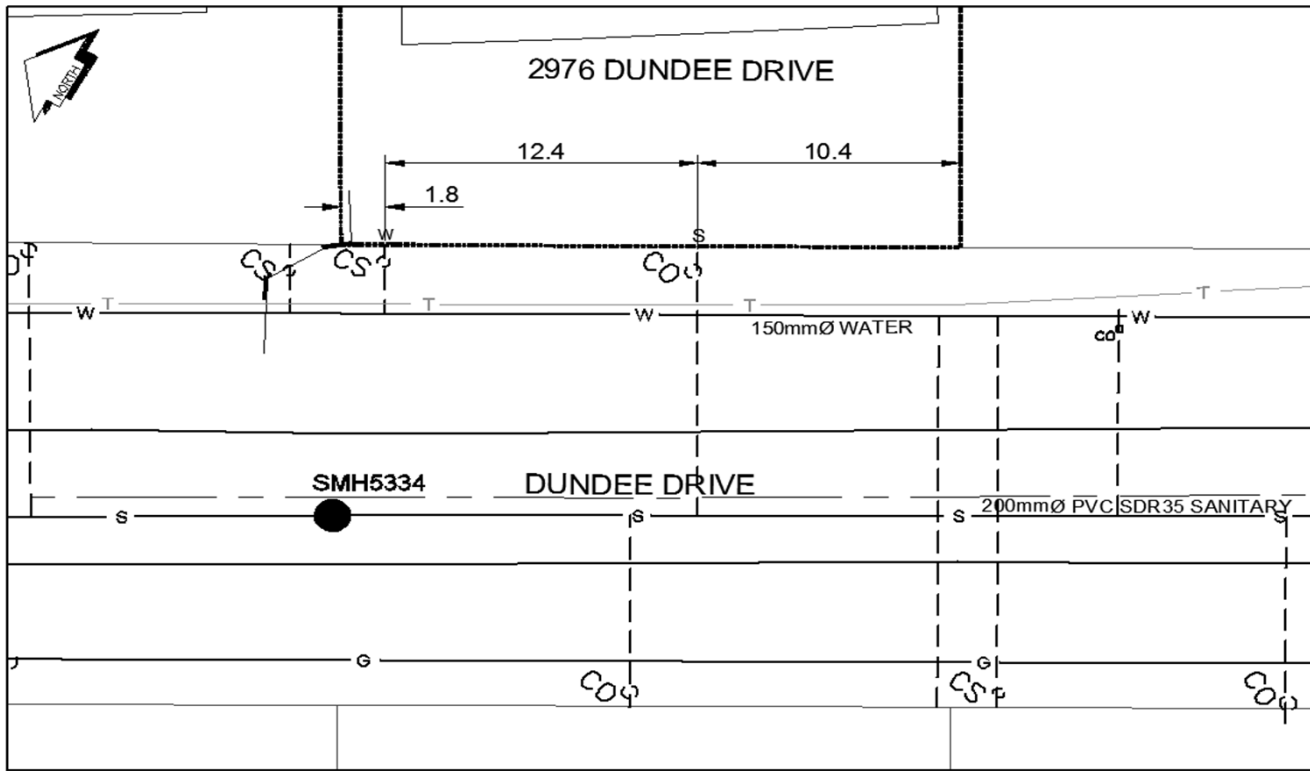 NORTH
2976 DUNDEE DRIVE
12.4
10.4
1.8
W
S
CS
CS
CO
T
T
T
T
W
W
W
150mmØ WATER
CO
SMH5334
DUNDEE DRIVE
200mmØ PVC SDR35 SANITARY
S
S
S
S
G
G
CO
CS
CO